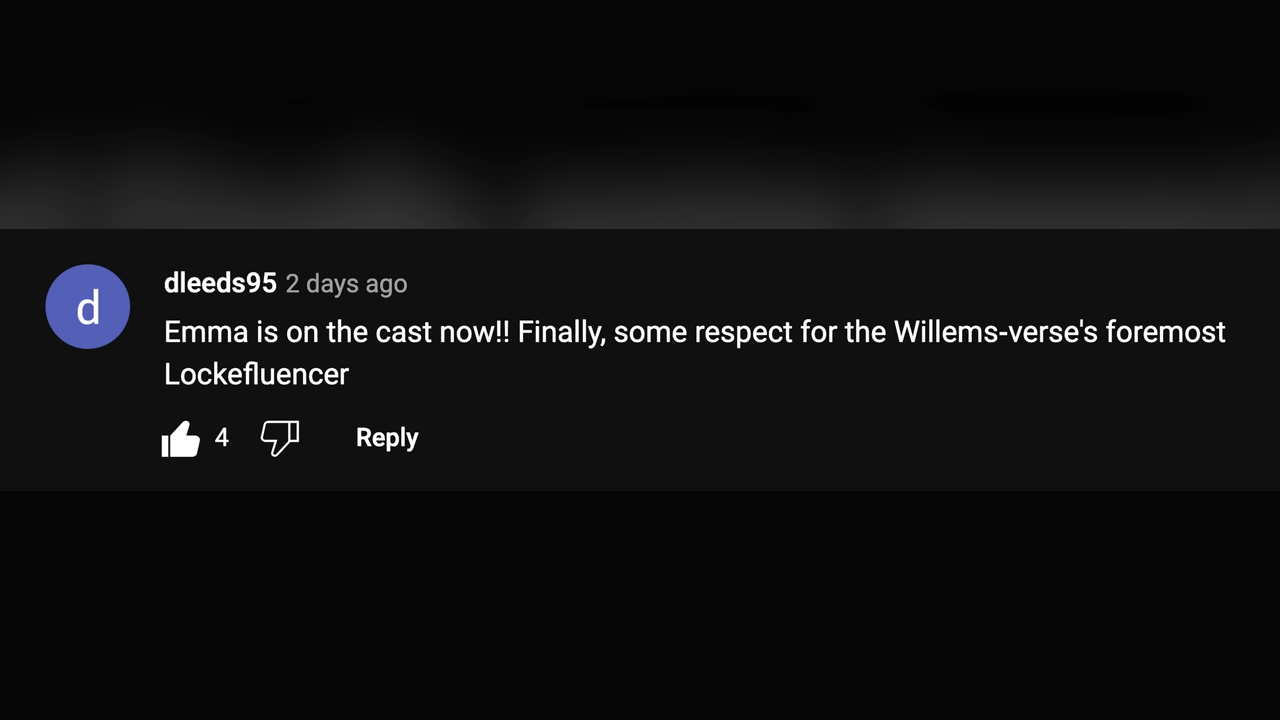 d
dleeds95 2 days ago
Emma is on the cast now!! Finally, some respect for the Willems-verse's foremost
Lockefluencer
4 Reply